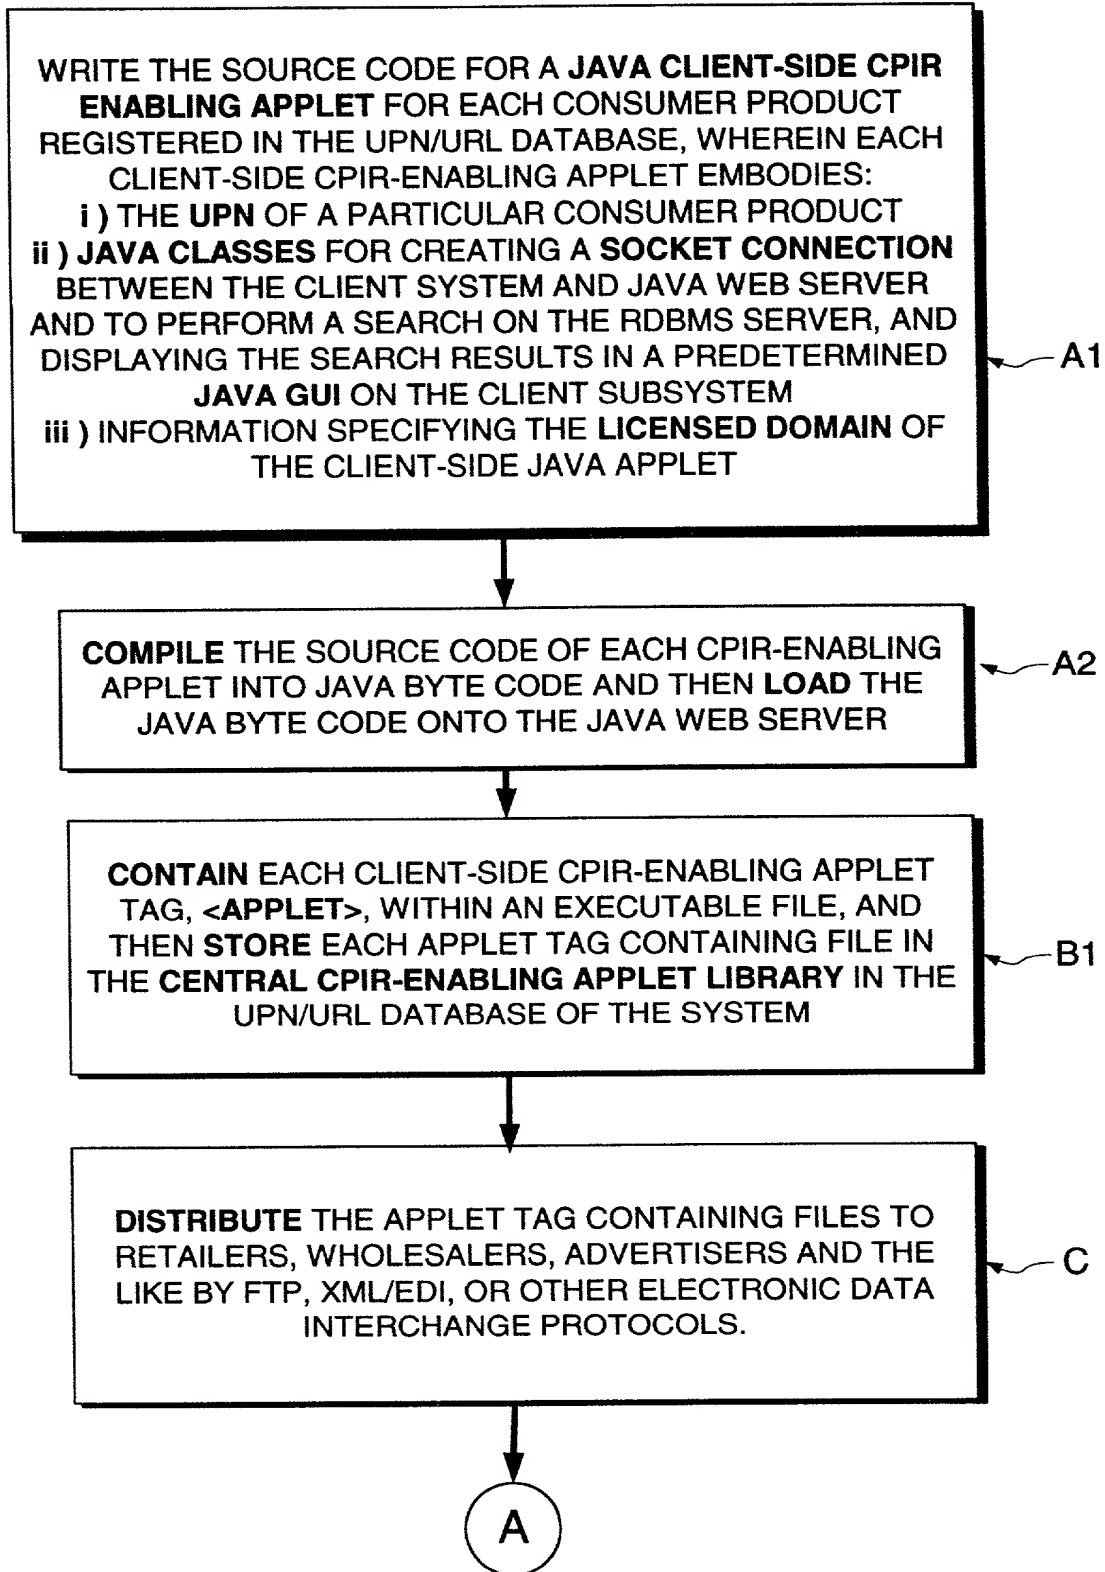 WRITE THE SOURCE CODE FOR A JAVA CLIENT-SIDE CPIR
ENABLING APPLET FOR EACH CONSUMER PRODUCT
REGISTERED IN THE UPN/URL DATABASE, WHEREIN EACH
CLIENT-SIDE CPIR-ENABLING APPLET EMBODIES:
i ) THE UPN OF A PARTICULAR CONSUMER PRODUCT
ii ) JAVA CLASSES FOR CREATING A SOCKET CONNECTION
BETWEEN THE CLIENT SYSTEM AND JAVA WEB SERVER
AND TO PERFORM A SEARCH ON THE RDBMS SERVER, AND
DISPLAYING THE SEARCH RESULTS IN A PREDETERMINED
JAVA GUI ON THE CLIENT SUBSYSTEM
iii ) INFORMATION SPECIFYING THE LICENSED DOMAIN OF
THE CLIENT-SIDE JAVA APPLET
A1
COMPILE THE SOURCE CODE OF EACH CPIR-ENABLING
APPLET INTO JAVA BYTE CODE AND THEN LOAD THE
JAVA BYTE CODE ONTO THE JAVA WEB SERVER
A2
CONTAIN EACH CLIENT-SIDE CPIR-ENABLING APPLET
TAG, <APPLET>, WITHIN AN EXECUTABLE FILE, AND
THEN STORE EACH APPLET TAG CONTAINING FILE IN
THE CENTRAL CPIR-ENABLING APPLET LIBRARY IN THE
UPN/URL DATABASE OF THE SYSTEM
B1
DISTRIBUTE THE APPLET TAG CONTAINING FILES TO
RETAILERS, WHOLESALERS, ADVERTISERS AND THE
LIKE BY FTP, XML/EDI, OR OTHER ELECTRONIC DATA
INTERCHANGE PROTOCOLS.
C
A